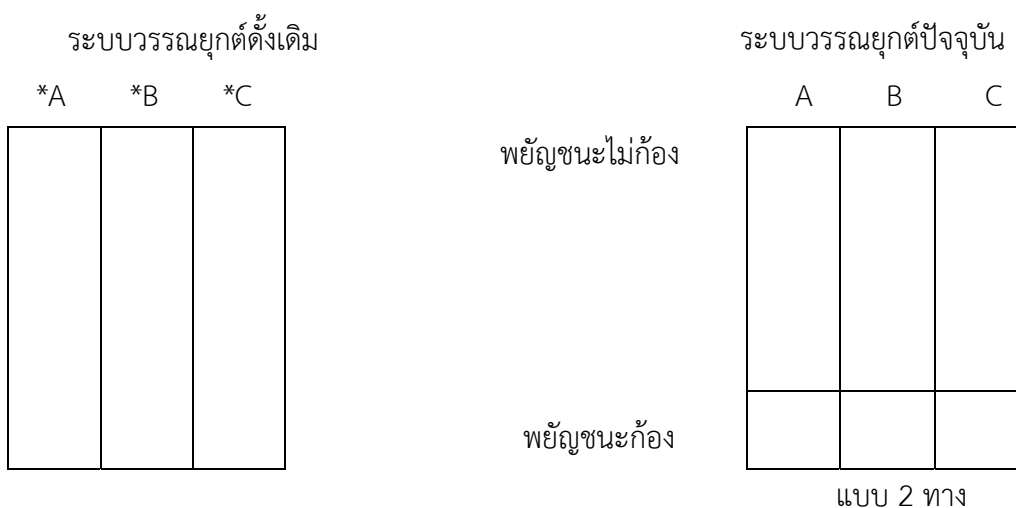 ระบบวรรณยุกต์ดั้งเดิม
*A *B *C
ระบบวรรณยุกต์ปัจจุบัน
A B C
พยัญชนะไม่ก้อง
พยัญชนะก้อง
แบบ 2 ทาง